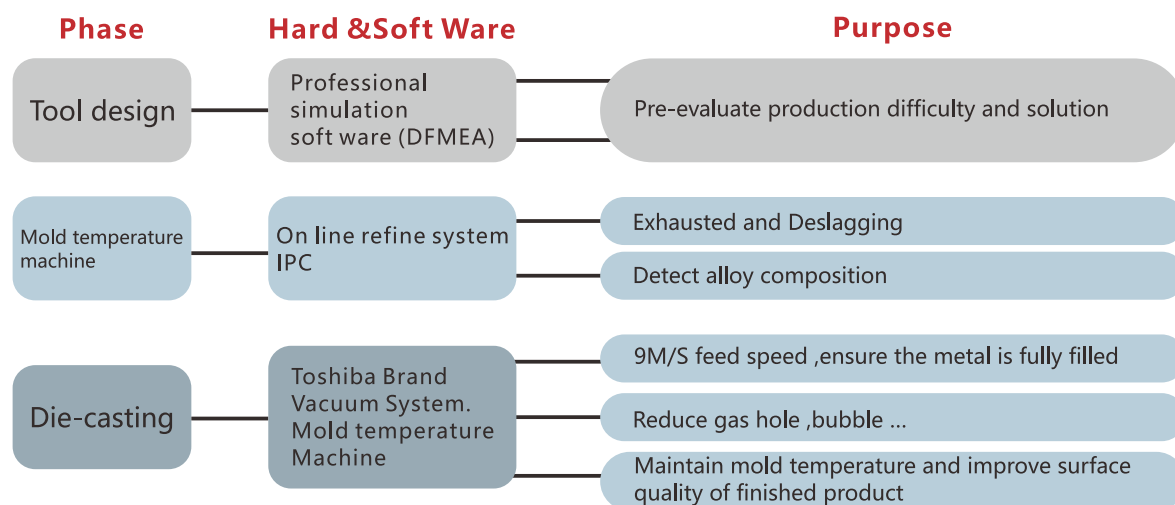 Phase
Hard &Soft Ware
Purpose
Tool design
Professional
simulation
soft ware (DFMEA)
Pre-evaluate production difficulty and solution
Mold temperature
machine
On line refine system
IPC
Exhausted and Deslagging
Detect alloy composition
Die-casting
Toshiba Brand
Vacuum System.
Mold temperature
Machine
9M/S feed speed ,ensure the metal is fully filled
Reduce gas hole ,bubble ...
Maintain mold temperature and improve surface
quality of finished product